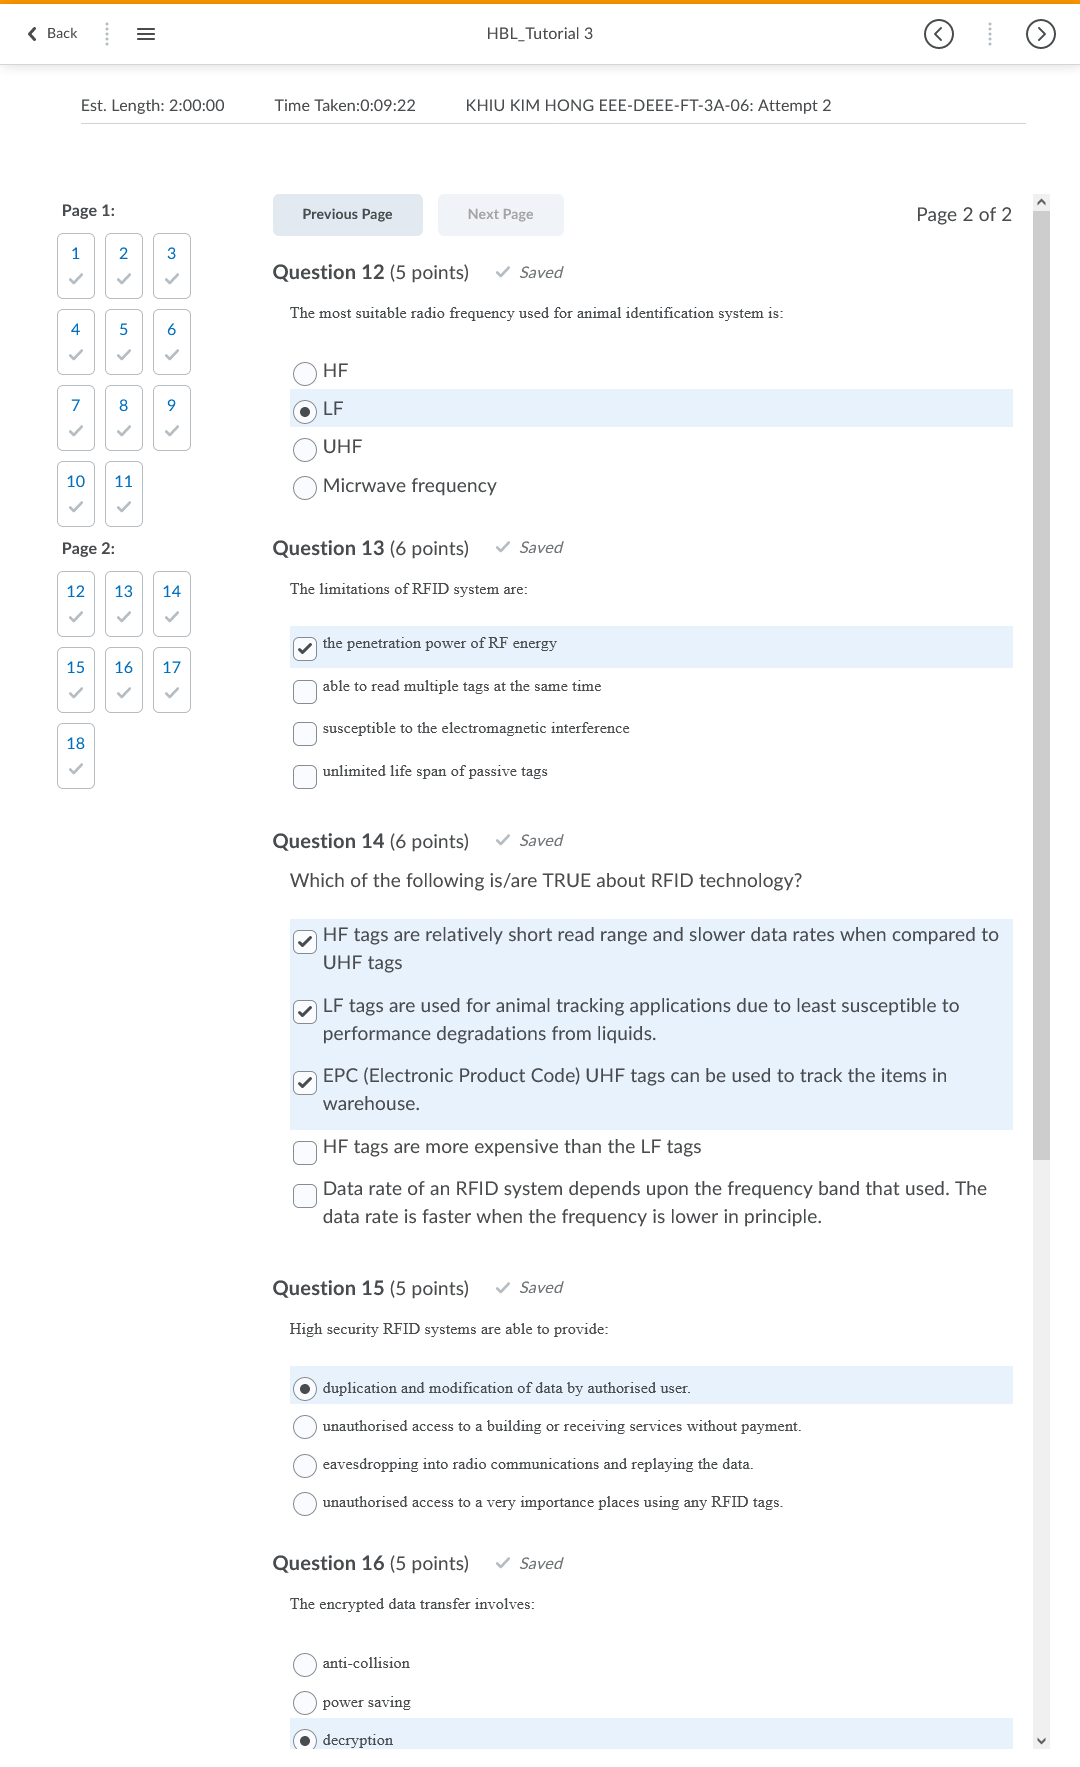 Back
HBL_Tutorial 3
Est. Length: 2:00:00 Time Taken:0:09:22 KHIU KIM HONG EEE-DEEE-FT-3A-06: Attempt 2
Page 1:
1 2 3
4 5 6
7 8 9
10 11
Page 2:
12 13 14
15 16 17
18
Previous Page Next Page Page 2 of 2
Question 12 (5 points) Saved
The most suitable radio frequency used for animal identification system is:
HF
LF
UHF
Micrwave frequency
Question 13 (6 points) Saved
The limitations of RFID system are:
the penetration power of RF energy
able to read multiple tags at the same time
susceptible to the electromagnetic interference
unlimited life span of passive tags
Question 14 (6 points) Saved
Which of the following is/are TRUE about RFID technology?
HF tags are relatively short read range and slower data rates when compared to
UHF tags
LF tags are used for animal tracking applications due to least susceptible to
performance degradations from liquids.
EPC (Electronic Product Code) UHF tags can be used to track the items in
warehouse.
HF tags are more expensive than the LF tags
Data rate of an RFID system depends upon the frequency band that used. The
data rate is faster when the frequency is lower in principle.
Question 15 (5 points) Saved
High security RFID systems are able to provide:
duplication and modification of data by authorised user.
unauthorised access to a building or receiving services without payment.
eavesdropping into radio communications and replaying the data.
unauthorised access to a very importance places using any RFID tags.
Question 16 (5 points) Saved
The encrypted data transfer involves:
anti-collision
power saving
decryption